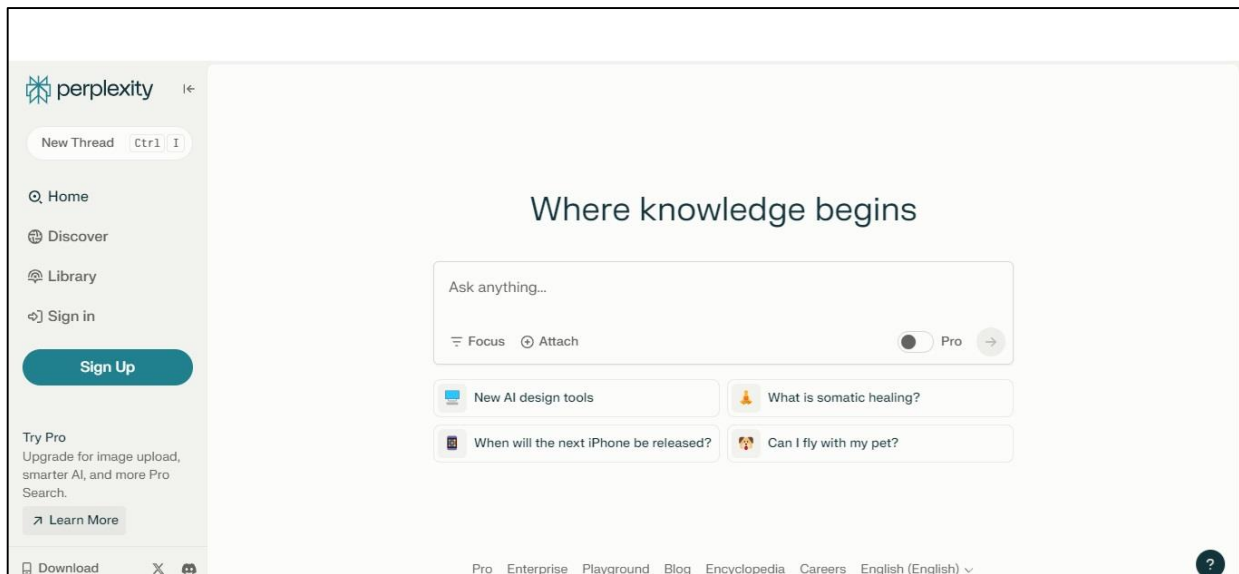 perplexity
New Thread Ctrl I
Home
Discover
Library
Sign in
Sign Up
Try Pro
Upgrade for image upload,
smarter AI, and more Pro
Search.
Learn More
Download
Where knowledge begins
Ask anything...
Focus Attach Pro
New AI design tools
What is somatic healing?
When will the next iPhone be released?
Can I fly with my pet?
Pro Enterprise Playground Blog Encyclopedia Careers English (English)
?